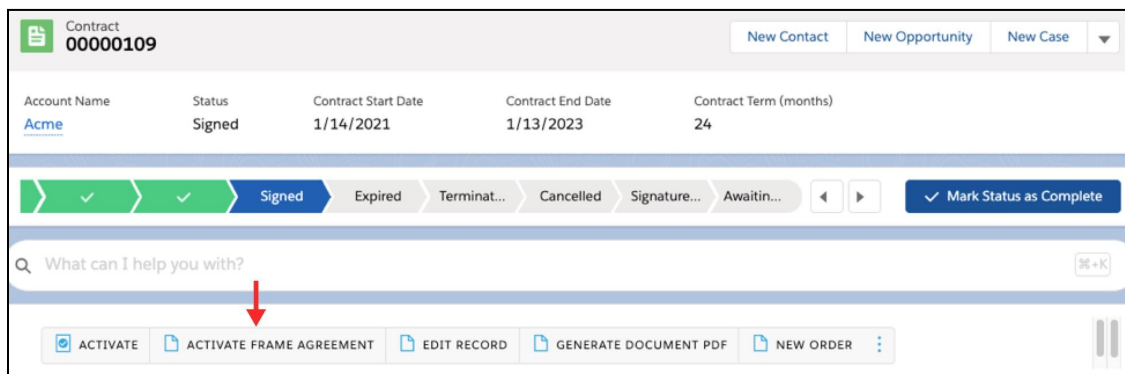 Contract
00000109
New Contact New Opportunity New Case
Account Name Status Contract Start Date Contract End Date Contract Term (months)
Acme Signed 1/14/2021 1/13/2023 24
Signed Expired Terminat... Cancelled Signature... Awaitin... Mark Status as Complete
What can I help you with? ⌘+K
ACTIVATE ACTIVATE FRAME AGREEMENT EDIT RECORD GENERATE DOCUMENT PDF NEW ORDER